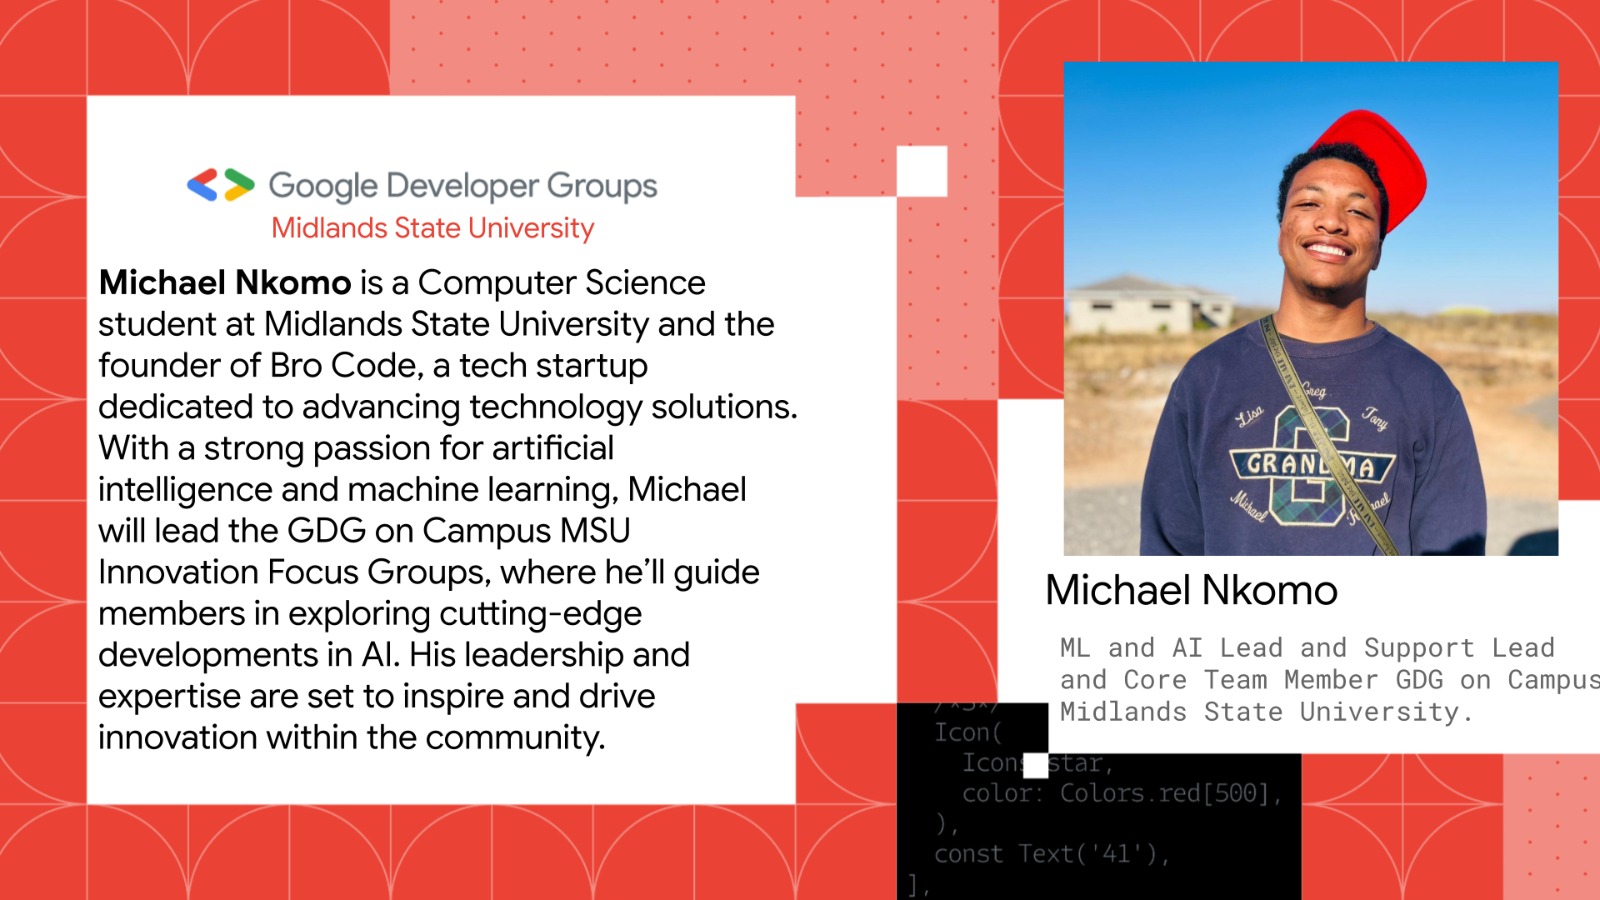 Google Developer Groups
Midlands State University
Michael Nkomo is a Computer Science
student at Midlands State University and the
founder of Bro Code, a tech startup
dedicated to advancing technology solutions.
With a strong passion for artificial
intelligence and machine learning, Michael
will lead the GDG on Campus MSU
Innovation Focus Groups, where he’ll guide
members in exploring cutting-edge
developments in AI. His leadership and
expertise are set to inspire and drive
innovation within the community.
Greg
Lisa
Tony
GRANDMA
Michael
Michael Nkomo
ML and AI Lead and Support Lead
and Core Team Member GDG on Campus
Midlands State University.
Icon(
Icons star,
color: Colors.red[500],
),
const Text('41'),
],